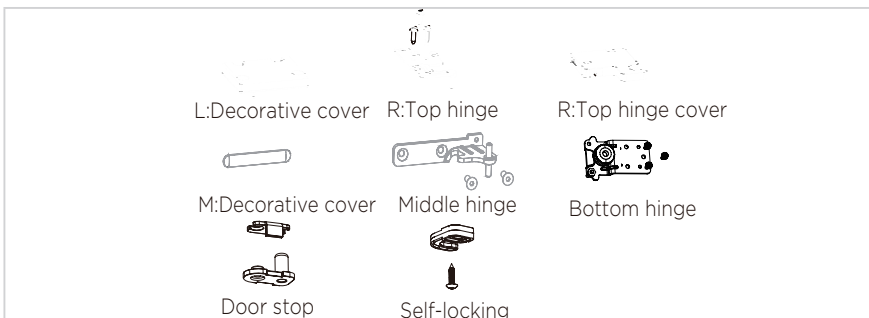 L:Decorative cover R:Top hinge R:Top hinge cover
M:Decorative cover Middle hinge Bottom hinge
Door stop Self-locking